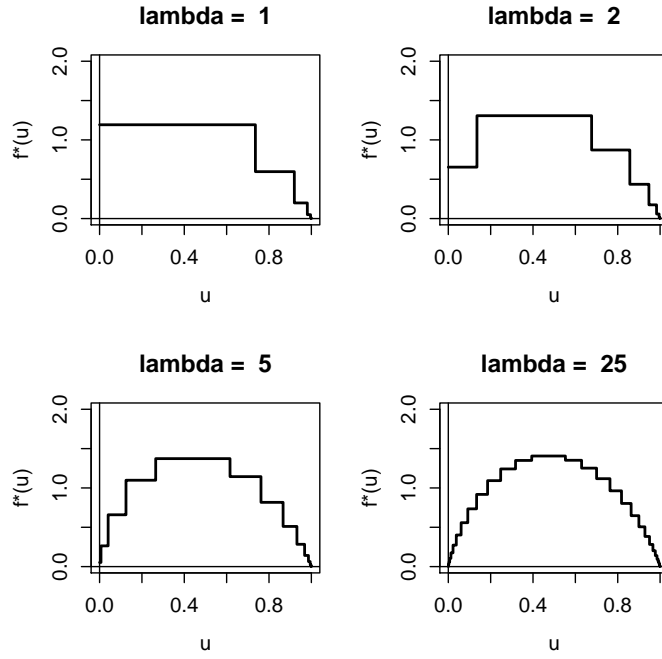 lambda = 1
f*(u)
0.0 1.0 2.0
0.0 0.4 0.8
u
lambda = 2
f*(u)
0.0 1.0 2.0
0.0 0.4 0.8
u
lambda = 5
f*(u)
0.0 1.0 2.0
0.0 0.4 0.8
u
lambda = 25
f*(u)
0.0 1.0 2.0
0.0 0.4 0.8
u